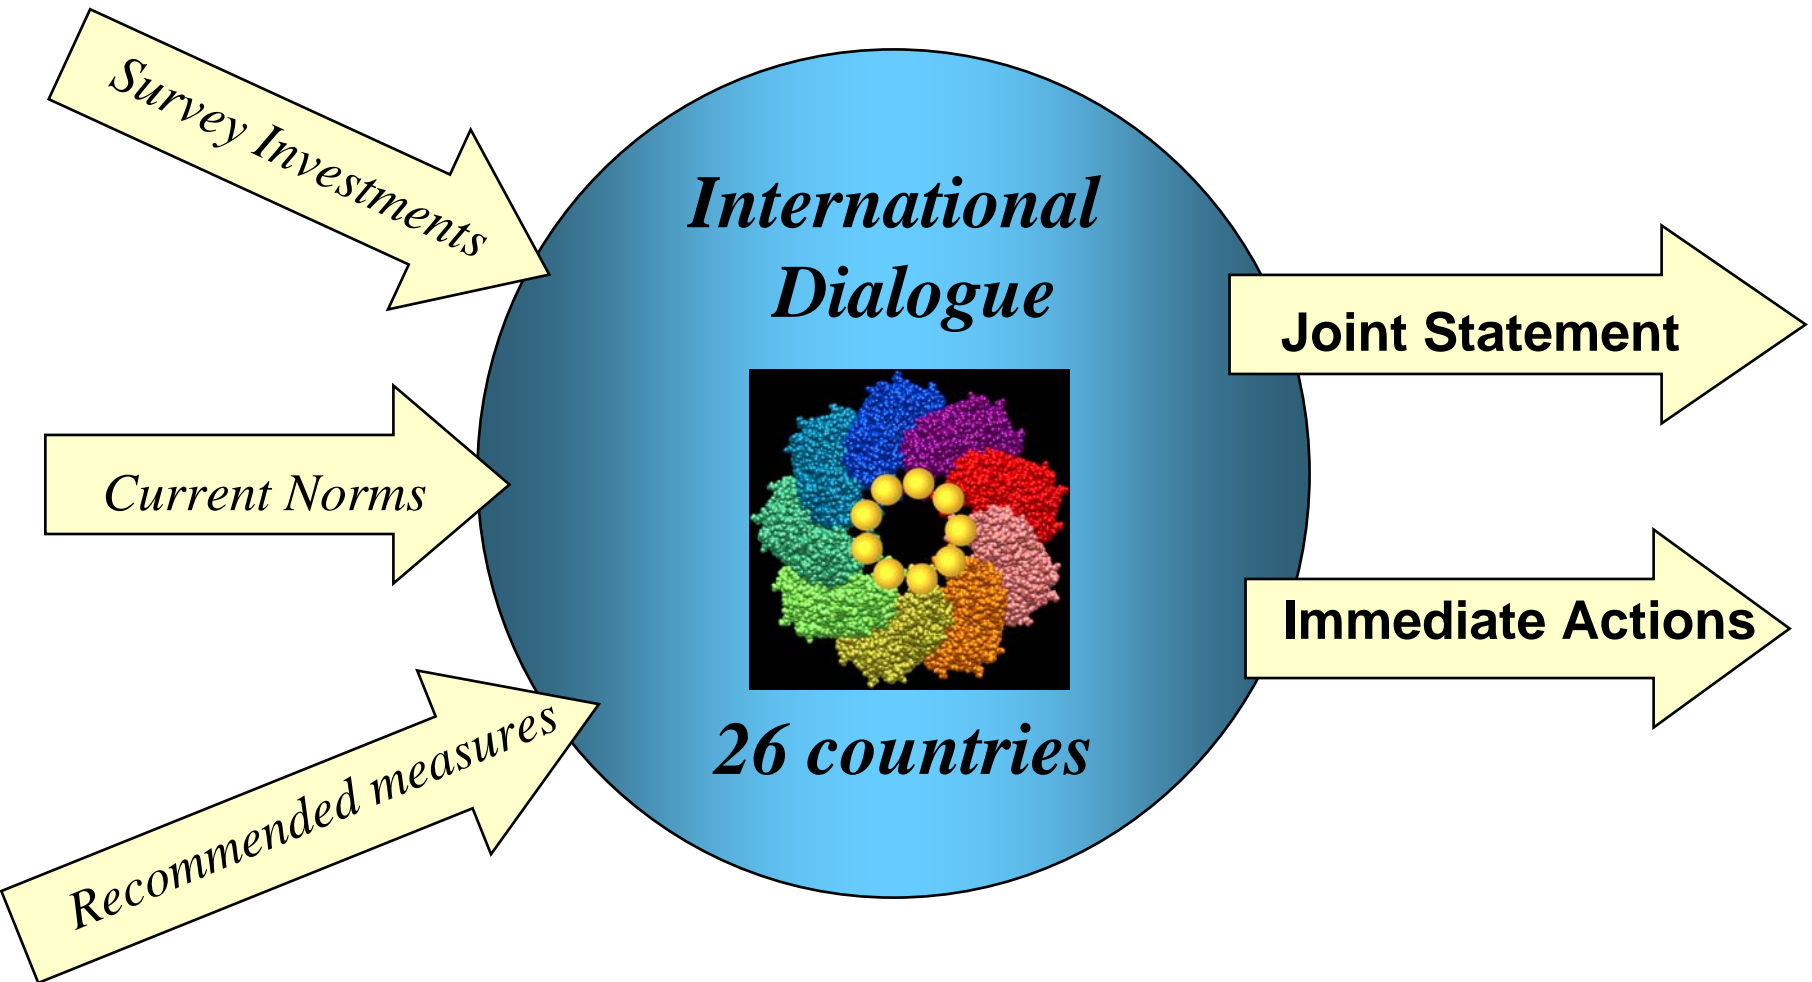 Survey Investments
Current Norms
Recommended measures
International
Dialogue
26 countries
Joint Statement
Immediate Actions